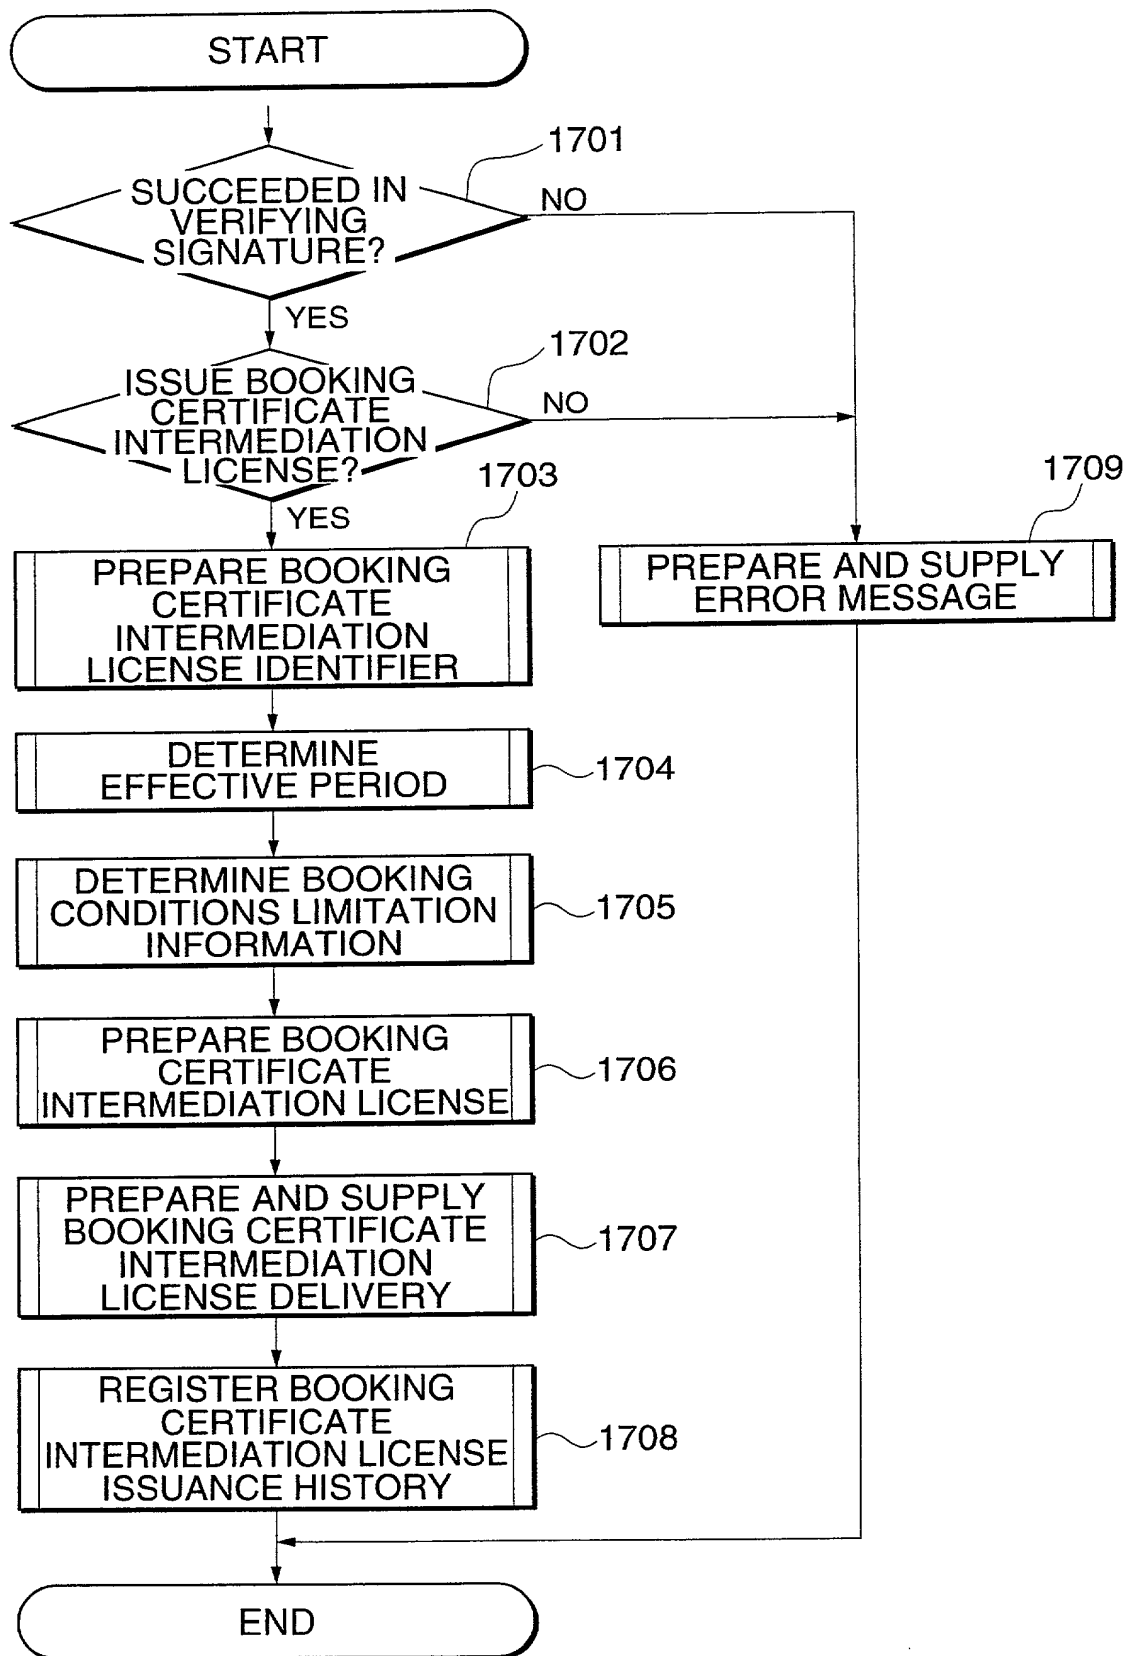 START
1701
SUCCEEDED IN
VERIFYING
SIGNATURE?
NO
YES
1702
ISSUE BOOKING
CERTIFICATE
INTERMEDIATION
LICENSE?
NO
YES
1703
PREPARE BOOKING
CERTIFICATE
INTERMEDIATION
LICENSE IDENTIFIER
1709
PREPARE AND SUPPLY
ERROR MESSAGE
DETERMINE
EFFECTIVE PERIOD
1704
DETERMINE BOOKING
CONDITIONS LIMITATION
INFORMATION
1705
PREPARE BOOKING
CERTIFICATE
INTERMEDIATION LICENSE
1706
PREPARE AND SUPPLY
BOOKING CERTIFICATE
INTERMEDIATION
LICENSE DELIVERY
1707
REGISTER BOOKING
CERTIFICATE
INTERMEDIATION LICENSE
ISSUANCE HISTORY
1708
END